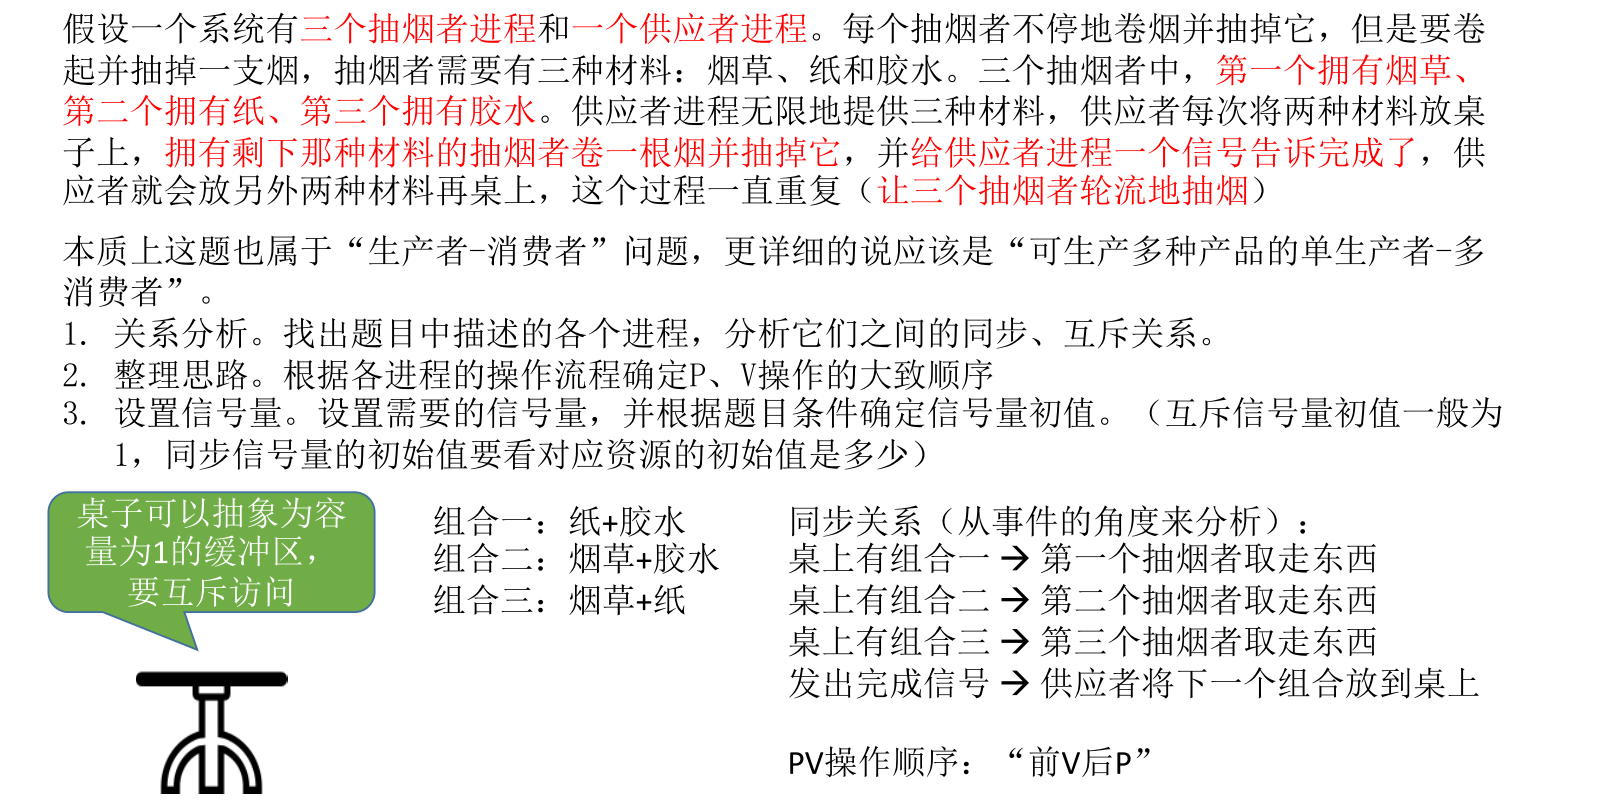 假设一个系统有三个抽烟者进程和一个供应者进程。每个抽烟者不停地卷烟并抽掉它，但是要卷
起并抽掉一支烟，抽烟者需要有三种材料：烟草、纸和胶水。三个抽烟者中，第一个拥有烟草、
第二个拥有纸、第三个拥有胶水。供应者进程无限地提供三种材料，供应者每次将两种材料放桌
子上，拥有剩下那种材料的抽烟者卷一根烟并抽掉它，并给供应者进程一个信号告诉完成了，供
应者就会放另外两种材料再桌上，这个过程一直重复（让三个抽烟者轮流地抽烟）
本质上这题也属于“生产者-消费者”问题，更详细的说应该是“可生产多种产品的单生产者-多
消费者”。
1. 关系分析。找出题目中描述的各个进程，分析它们之间的同步、互斥关系。
2. 整理思路。根据各进程的操作流程确定P、V操作的大致顺序
3. 设置信号量。设置需要的信号量，并根据题目条件确定信号量初值。（互斥信号量初值一般为
1，同步信号量的初始值要看对应资源的初始值是多少）
桌子可以抽象为容
量为1的缓冲区，
要互斥访问
组合一：纸+胶水
组合二：烟草+胶水
组合三：烟草+纸
同步关系（从事件的角度来分析）：
桌上有组合一 → 第一个抽烟者取走东西
桌上有组合二 → 第二个抽烟者取走东西
桌上有组合三 → 第三个抽烟者取走东西
发出完成信号 → 供应者将下一个组合放到桌上
PV操作顺序：“前V后P”